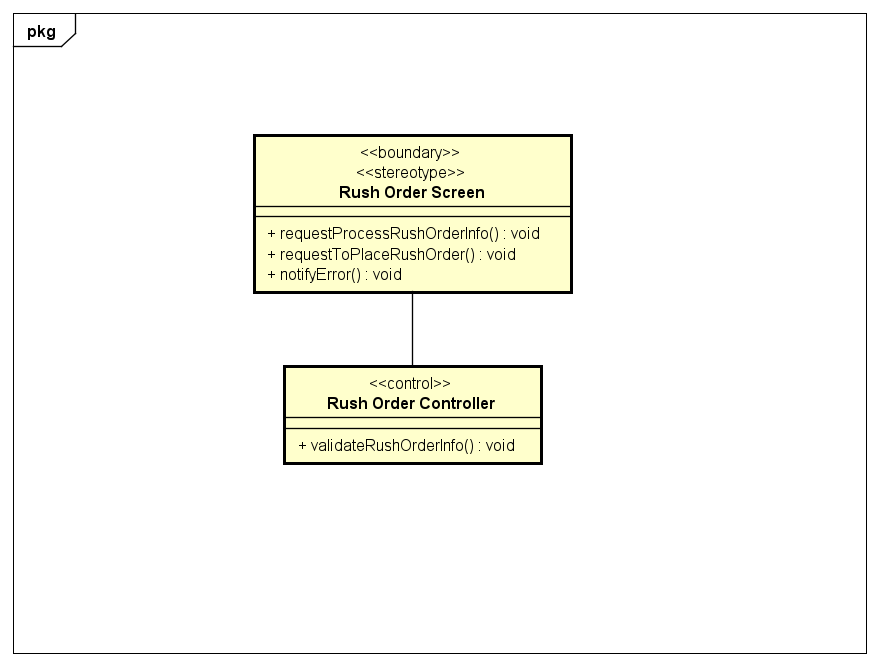 pkg
<<boundary>>
<<stereotype>>
Rush Order Screen
+ requestProcessRushOrderInfo() : void
+ requestToPlaceRushOrder() : void
+ notifyError() : void
<<control>>
Rush Order Controller
+ validateRushOrderInfo() : void